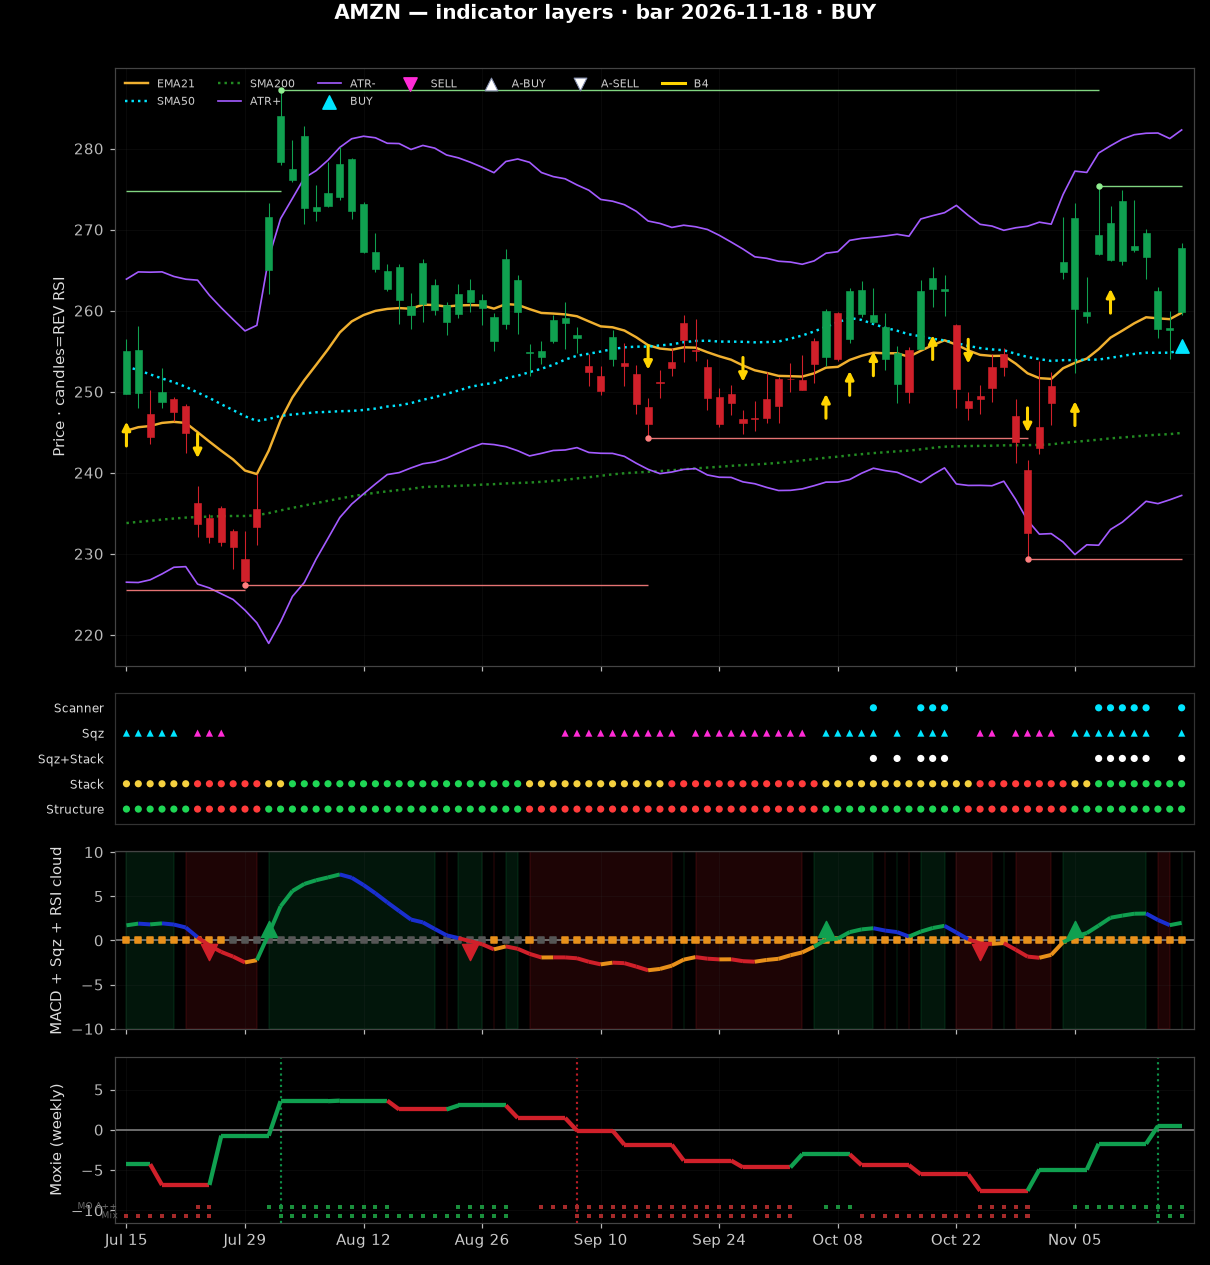 AMZN — indicator layers · bar 2026-11-18 · BUY
EMA21 SMA200 ATR- SELL A-BUY A-SELL B4
SMA50 ATR+ BUY
Price · candles=REV RSI
280
270
260
250
240
230
220
Scanner
Sqz
Sqz+Stack
Stack
Structure
MACD + Sqz + RSI cloud
10
5
0
−5
−10
Moxie (weekly)
5
0
−5
−10
Jul 15 Jul 29 Aug 12 Aug 26 Sep 10 Sep 24 Oct 08 Oct 22 Nov 05